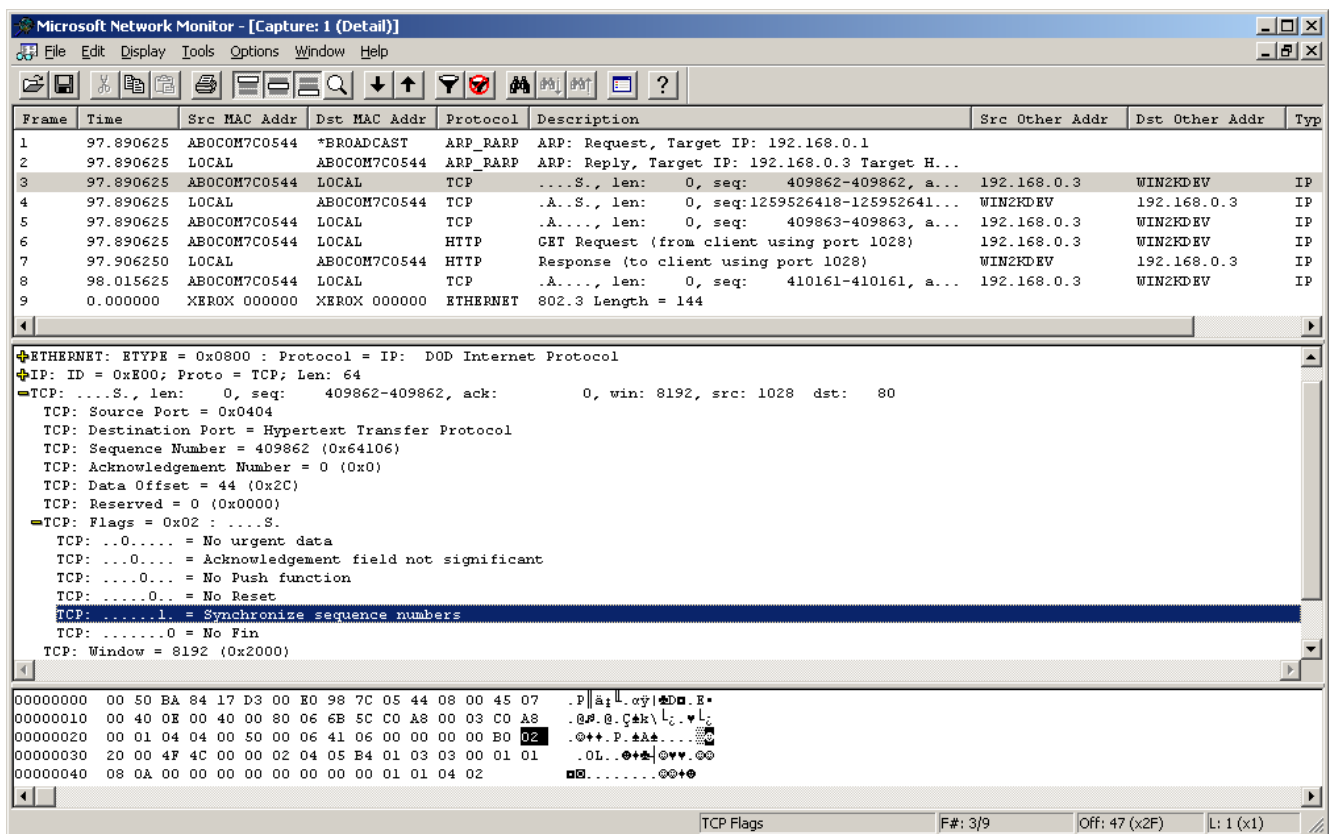 Microsoft Network Monitor - [Capture: 1 (Detail)]
File Edit Display Tools Options Window Help
Frame Time Src MAC Addr Dst MAC Addr Protocol Description Src Other Addr Dst Other Addr Typ
1 97.890625 ABOCOM7C0544 *BROADCAST ARP_RARP ARP: Request, Target IP: 192.168.0.1
2 97.890625 LOCAL ABOCOM7C0544 ARP_RARP ARP: Reply, Target IP: 192.168.0.3 Target H...
3 97.890625 ABOCOM7C0544 LOCAL TCP ....S., len: 0, seq: 409862-409862, a... 192.168.0.3 WIN2KDEV IP
4 97.890625 LOCAL ABOCOM7C0544 TCP .A..S., len: 0, seq:1259526418-125952641... WIN2KDEV 192.168.0.3 IP
5 97.890625 ABOCOM7C0544 LOCAL TCP .A...., len: 0, seq: 409863-409863, a... 192.168.0.3 WIN2KDEV IP
6 97.890625 ABOCOM7C0544 LOCAL HTTP GET Request (from client using port 1028) 192.168.0.3 WIN2KDEV IP
7 97.906250 LOCAL ABOCOM7C0544 HTTP Response (to client using port 1028) WIN2KDEV 192.168.0.3 IP
8 98.015625 ABOCOM7C0544 LOCAL TCP .A...., len: 0, seq: 410161-410161, a... 192.168.0.3 WIN2KDEV IP
9 0.000000 XEROX 000000 XEROX 000000 ETHERNET 802.3 Length = 144
ETHERNET: ETYPE = 0x0800 : Protocol = IP: DOD Internet Protocol
IP: ID = 0xE00; Proto = TCP; Len: 64
TCP: ....S., len: 0, seq: 409862-409862, ack: 0, win: 8192, src: 1028 dst: 80
TCP: Source Port = 0x0404
TCP: Destination Port = Hypertext Transfer Protocol
TCP: Sequence Number = 409862 (0x64106)
TCP: Acknowledgement Number = 0 (0x0)
TCP: Data Offset = 44 (0x2C)
TCP: Reserved = 0 (0x0000)
TCP: Flags = 0x02 : ....S.
TCP: ..0..... = No urgent data
TCP: ...0.... = Acknowledgement field not significant
TCP: ....0... = No Push function
TCP: .....0.. = No Reset
TCP: ......1. = Synchronize sequence numbers
TCP: .......0 = No Fin
TCP: Window = 8192 (0x2000)
00000000 00 50 BA 84 17 D3 00 E0 98 7C 05 44 08 00 45 07 .P║ä↨╙.αÿ|♣D◘.E•
00000010 00 40 0E 00 40 00 80 06 6B 5C C0 A8 00 03 C0 A8 .@♫.@.Ç♠k\└¿.♥└¿
00000020 00 01 04 04 00 50 00 06 41 06 00 00 00 00 B0 02 .☺♦♦.P.♠A♠....░☻
00000030 20 00 4F 4C 00 00 02 04 05 B4 01 03 03 00 01 01 .OL..☻♦♣┤☺♥♥.☺☺
00000040 08 0A 00 00 00 00 00 00 00 00 01 01 04 02 ◘◙........☺☺♦☻
TCP Flags F#: 3/9 Off: 47 (x2F) L: 1 (x1)